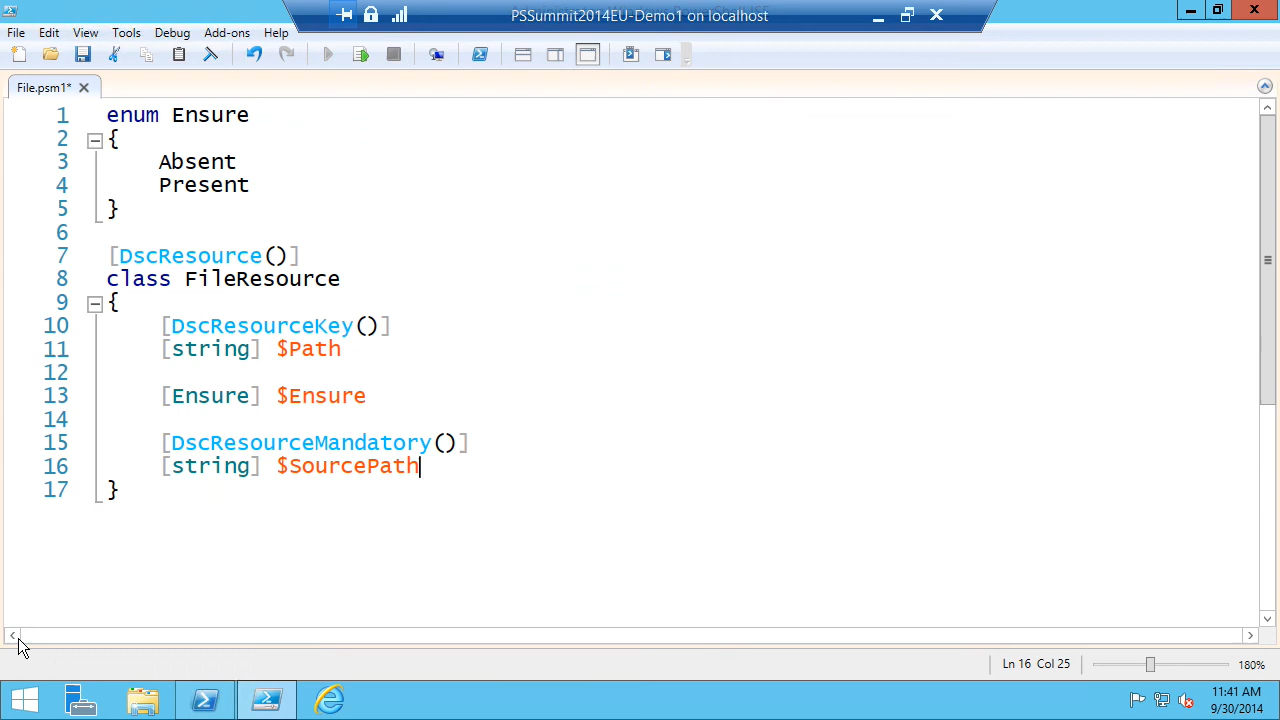 PSSummit2014EU-Demo1 on localhost
File Edit View Tools Debug Add-ons Help
File.psm1*
1 enum Ensure
2 {
3 Absent
4 Present
5 }
6
7 [DscResource()]
8 class FileResource
9 {
10 [DscResourceKey()]
11 [string] $Path
12
13 [Ensure] $Ensure
14
15 [DscResourceMandatory()]
16 [string] $SourcePath
17 }
Ln 16 Col 25 180%
11:41 AM
9/30/2014